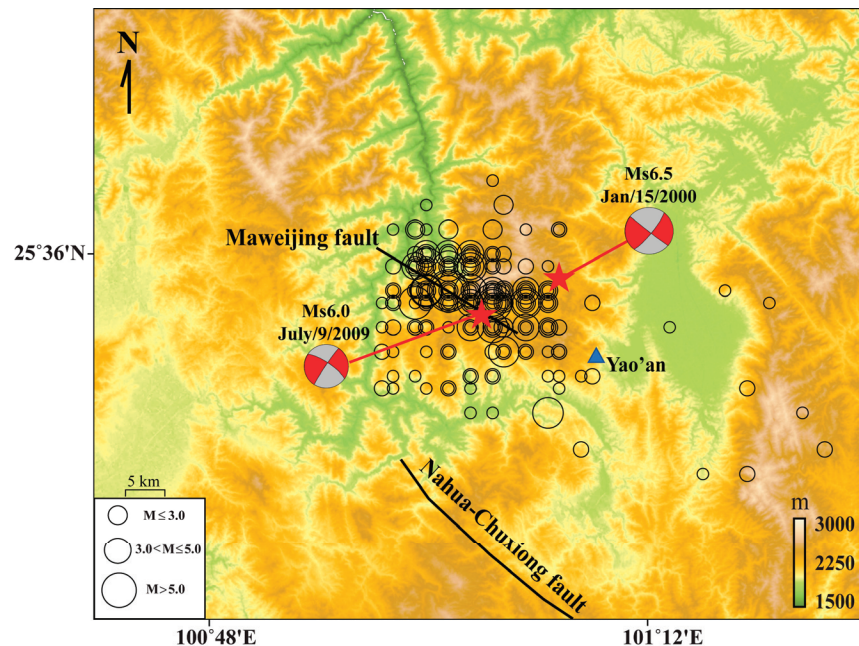 N
Ms6.5
Jan/15/2000
25°36'N
Maweijing fault
Ms6.0
July/9/2009
Yao'an
Nahua-Chuxiong fault
5 km
M ≤ 3.0
3.0<M≤5.0
M>5.0
m
3000
2250
1500
100°48'E
101°12'E